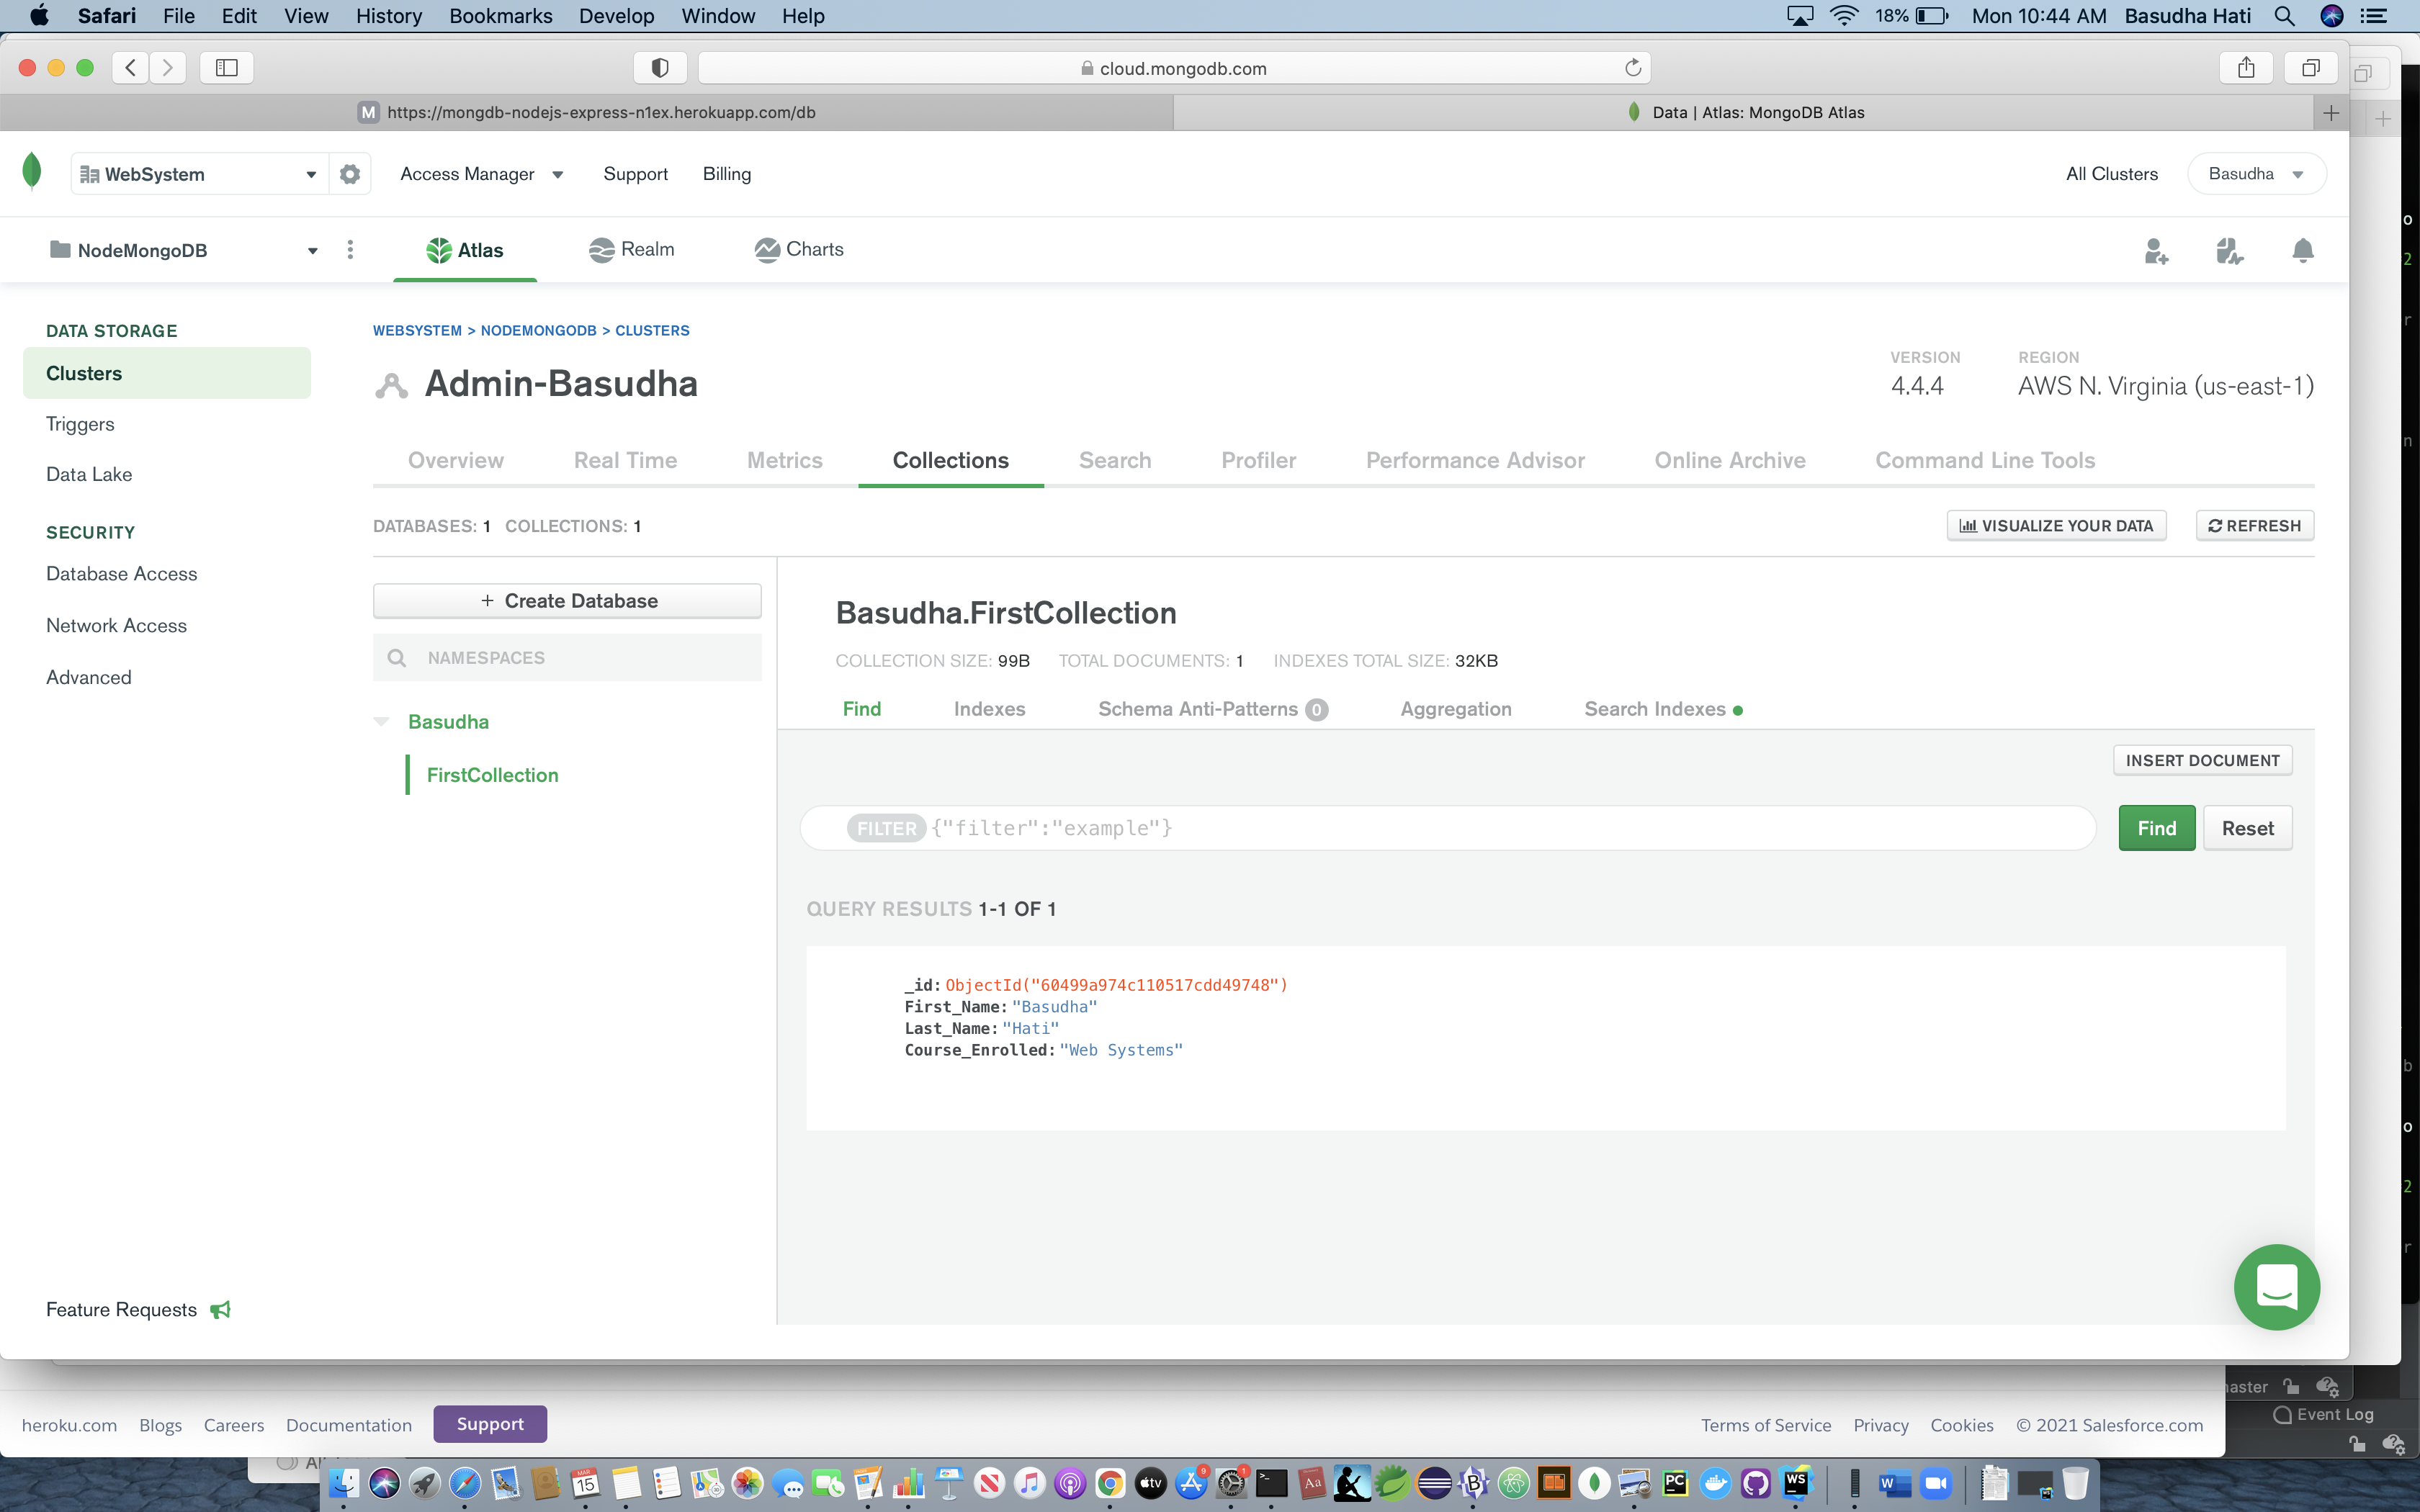 Safari File Edit View History Bookmarks Develop Window Help 18% Mon 10:44 AM Basudha Hati
cloud.mongodb.com
M https://mongdb-nodejs-express-n1ex.herokuapp.com/db Data | Atlas: MongoDB Atlas
WebSystem Access Manager Support Billing All Clusters Basudha
NodeMongoDB Atlas Realm Charts
DATA STORAGE
Clusters
Triggers
Data Lake
SECURITY
Database Access
Network Access
Advanced
Feature Requests
WEBSYSTEM > NODEMONGODB > CLUSTERS
Admin-Basudha
VERSION
4.4.4
REGION
AWS N. Virginia (us-east-1)
Overview Real Time Metrics Collections Search Profiler Performance Advisor Online Archive Command Line Tools
DATABASES: 1 COLLECTIONS: 1 VISUALIZE YOUR DATA REFRESH
+ Create Database
NAMESPACES
Basudha
FirstCollection
Basudha.FirstCollection
COLLECTION SIZE: 99B TOTAL DOCUMENTS: 1 INDEXES TOTAL SIZE: 32KB
Find Indexes Schema Anti-Patterns 0 Aggregation Search Indexes
INSERT DOCUMENT
FILTER {"filter":"example"} Find Reset
QUERY RESULTS 1-1 OF 1
_id: ObjectId("60499a974c110517cdd49748")
First_Name: "Basudha"
Last_Name: "Hati"
Course_Enrolled: "Web Systems"
heroku.com Blogs Careers Documentation Support Terms of Service Privacy Cookies © 2021 Salesforce.com
Event Log
MAR
15
tv
9
1
Aa
B
PC
WS
W